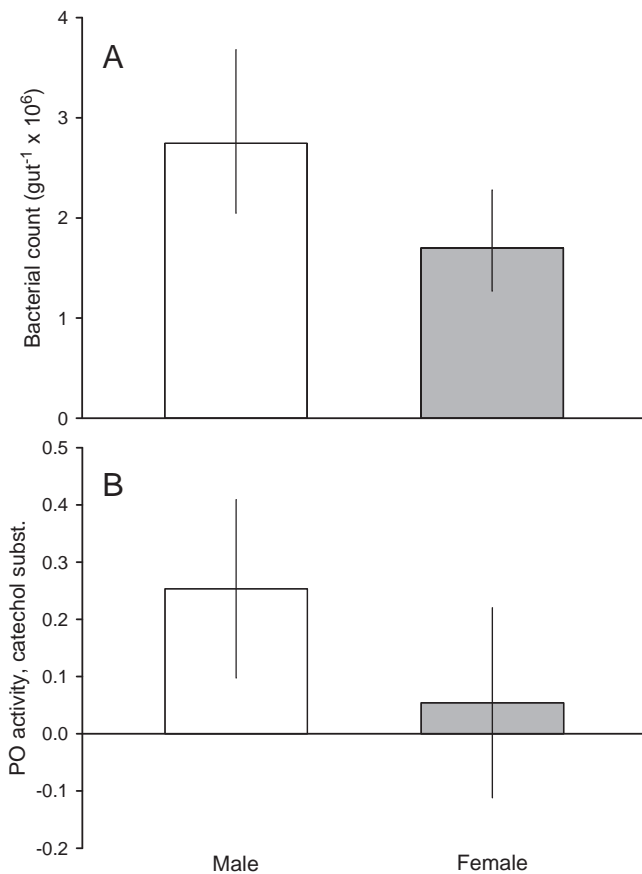 A
Bacterial count (gut⁻¹ x 10⁶)
4
3
2
1
0
B
PO activity, catechol subst.
0.5
0.4
0.3
0.2
0.1
0.0
-0.1
-0.2
Male Female